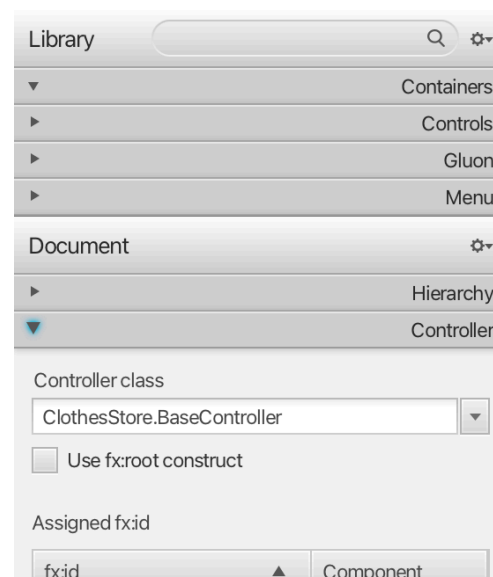 Library
Containers
Controls
Gluon
Menu
Document
Hierarchy
Controller
Controller class
ClothesStore.BaseController
Use fx:root construct
Assigned fx:id
fx:id Component